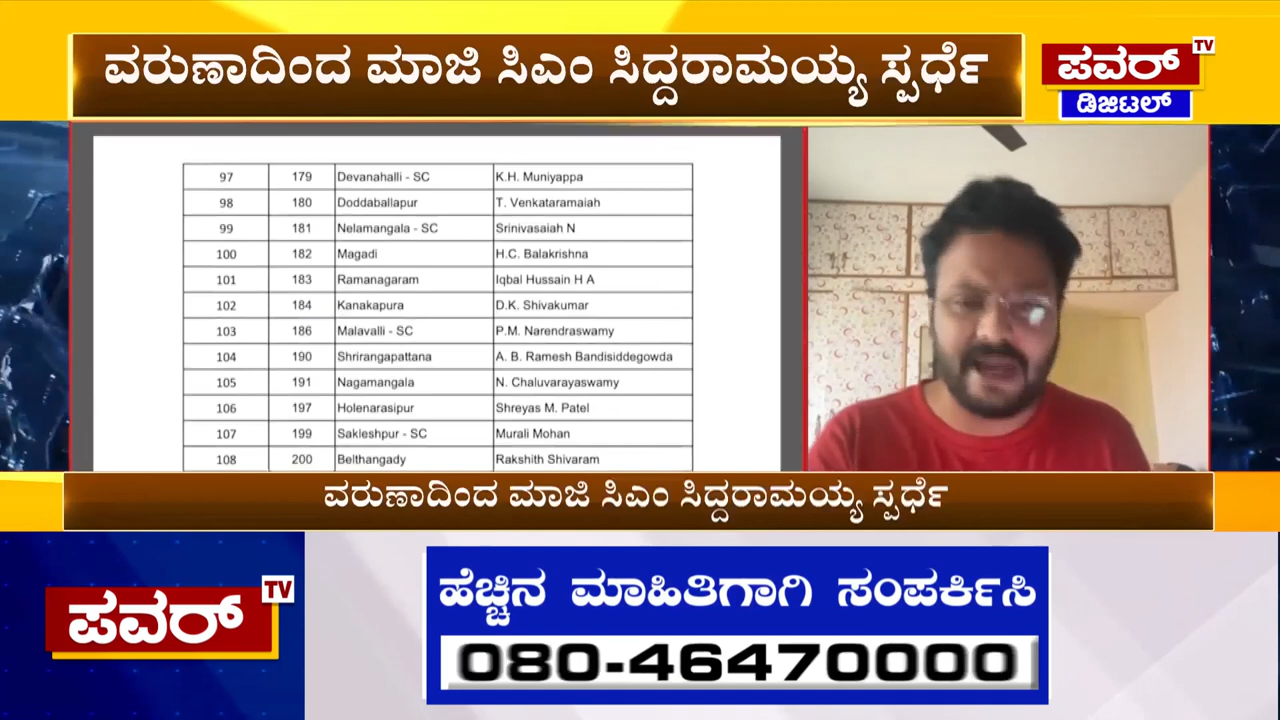 ವರುಣಾದಿಂದ ಮಾಜಿ ಸಿಎಂ ಸಿದ್ದರಾಮಯ್ಯ ಸ್ಪರ್ಧೆ
ಪವರ್ TV
ಡಿಜಿಟಲ್
97 179 Devanahalli - SC K.H. Muniyappa
98 180 Doddaballapur T. Venkataramaiah
99 181 Nelamangala - SC Srinivasaiah N
100 182 Magadi H.C. Balakrishna
101 183 Ramanagaram Iqbal Hussain H A
102 184 Kanakapura D.K. Shivakumar
103 186 Malavalli - SC P.M. Narendraswamy
104 190 Shrirangapattana A. B. Ramesh Bandisiddegowda
105 191 Nagamangala N. Chaluvarayaswamy
106 197 Holenarasipur Shreyas M. Patel
107 199 Sakleshpur - SC Murali Mohan
108 200 Belthangady Rakshith Shivaram
ವರುಣಾದಿಂದ ಮಾಜಿ ಸಿಎಂ ಸಿದ್ದರಾಮಯ್ಯ ಸ್ಪರ್ಧೆ
ಪವರ್ TV
ಹೆಚ್ಚಿನ ಮಾಹಿತಿಗಾಗಿ ಸಂಪರ್ಕಿಸಿ
080-46470000